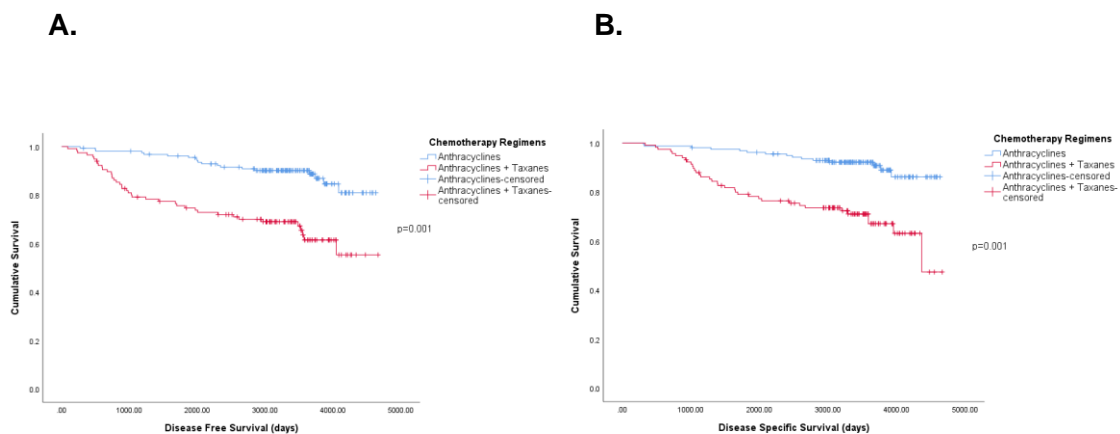 A.
Chemotherapy Regimens
Anthracyclines
Anthracyclines + Taxanes
Anthracyclines-censored
Anthracyclines + Taxanes-
censored
p=0.001
Cumulative Survival
1.0
0.8
0.6
0.4
0.2
0.0
.00
1000.00
2000.00
3000.00
4000.00
5000.00
Disease Free Survival (days)
B.
Chemotherapy Regimens
Anthracyclines
Anthracyclines + Taxanes
Anthracyclines-censored
Anthracyclines + Taxanes-
censored
p=0.001
Cumulative Survival
1.0
0.8
0.6
0.4
0.2
0.0
.00
1000.00
2000.00
3000.00
4000.00
5000.00
Disease Specific Survival (days)